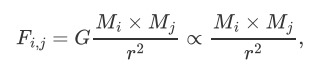 $F_{i,j} = G\frac{M_i \times M_j}{r^2} \propto \frac{M_i \times M_j}{r^2},$